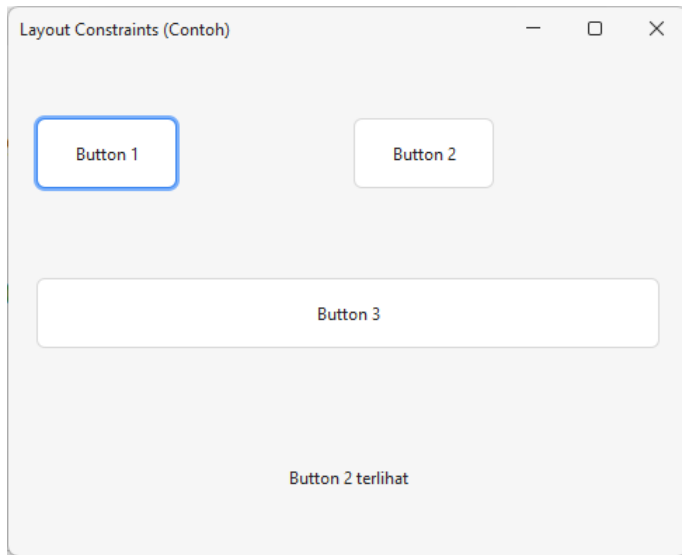 Layout Constraints (Contoh)
Button 1
Button 2
Button 3
Button 2 terlihat